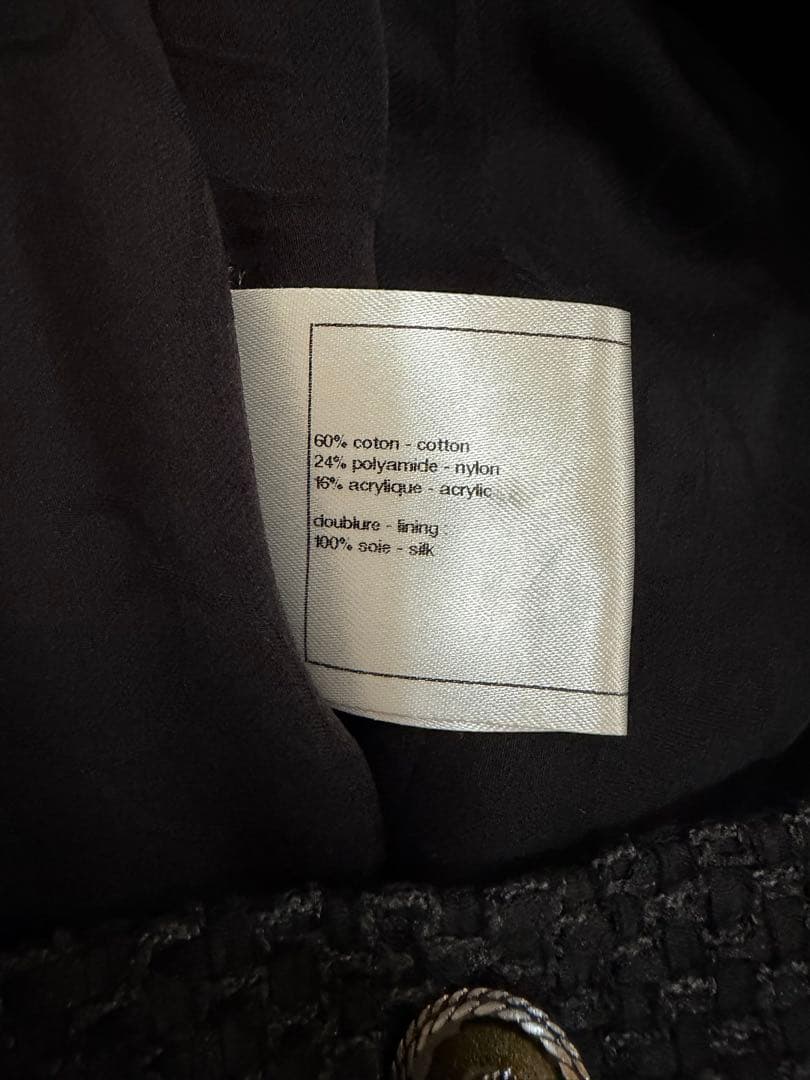 60% coton - cotton
24% polyamide - nylon
16% acrylique - acrylic
doublure - lining
100% soie - silk